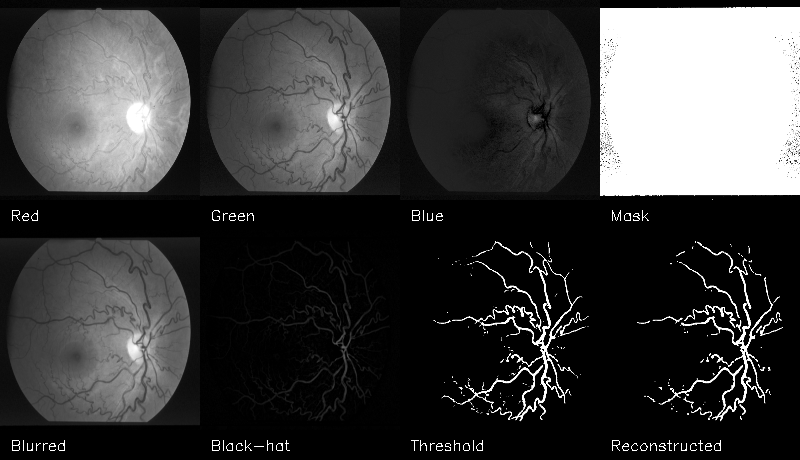 Red
Green
Blue
Mask
Blurred
Black-hat
Threshold
Reconstructed